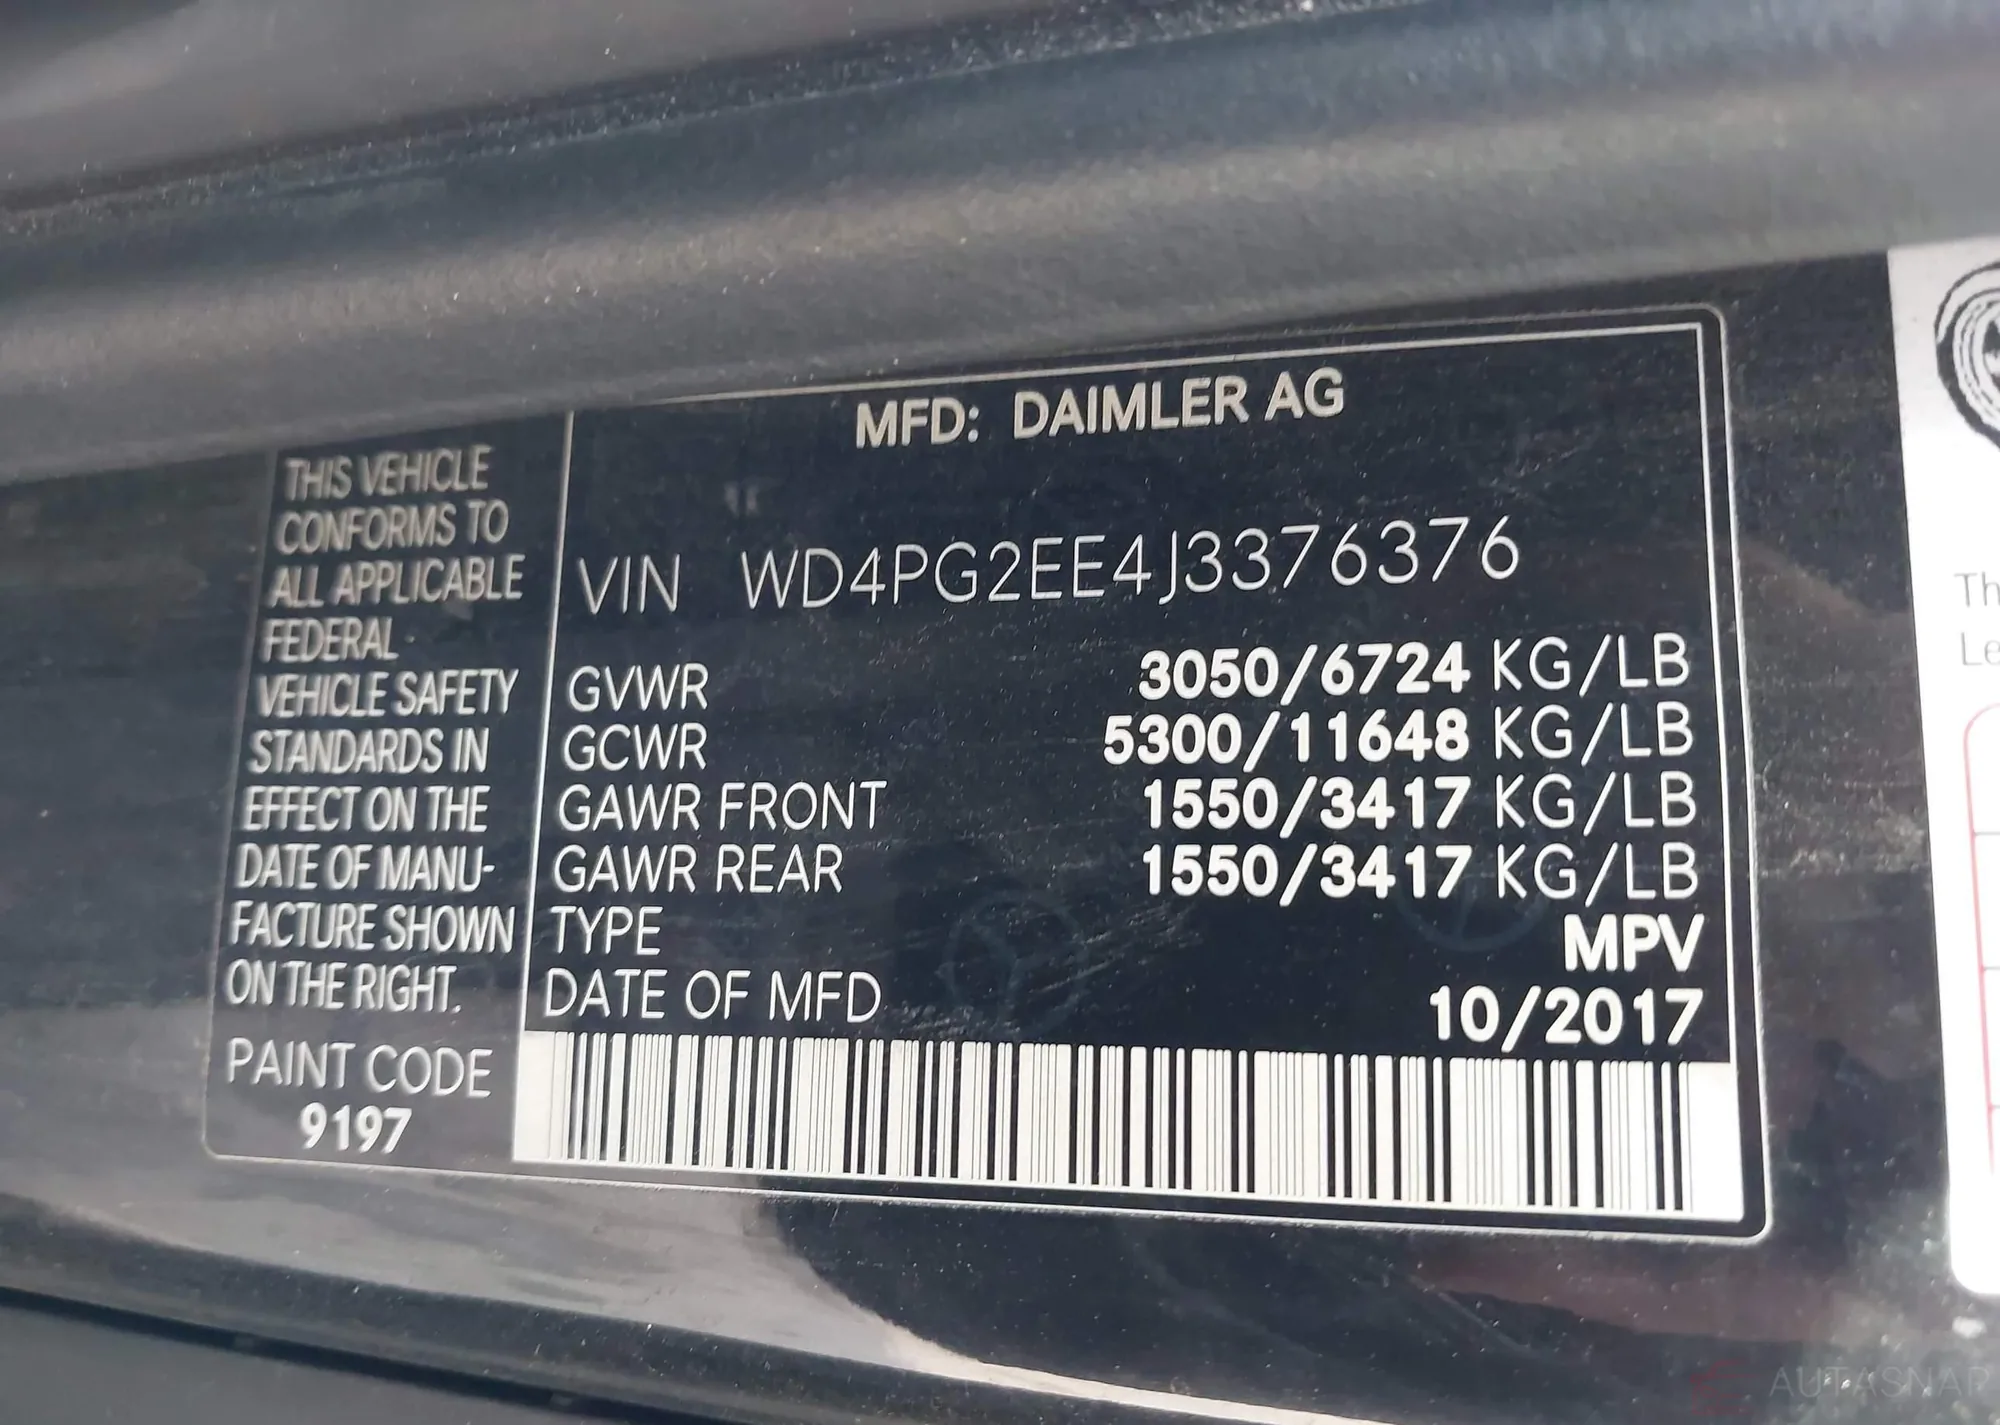 MFD: DAIMLER AG
THIS VEHICLE
CONFORMS TO
ALL APPLICABLE
FEDERAL
VEHICLE SAFETY
STANDARDS IN
EFFECT ON THE
DATE OF MANU-
FACTURE SHOWN
ON THE RIGHT.
PAINT CODE
9197
VIN WD4PG2EE4J3376376
GVWR 3050/6724 KG/LB
GCWR 5300/11648 KG/LB
GAWR FRONT 1550/3417 KG/LB
GAWR REAR 1550/3417 KG/LB
TYPE MPV
DATE OF MFD 10/2017
AUTASNAP